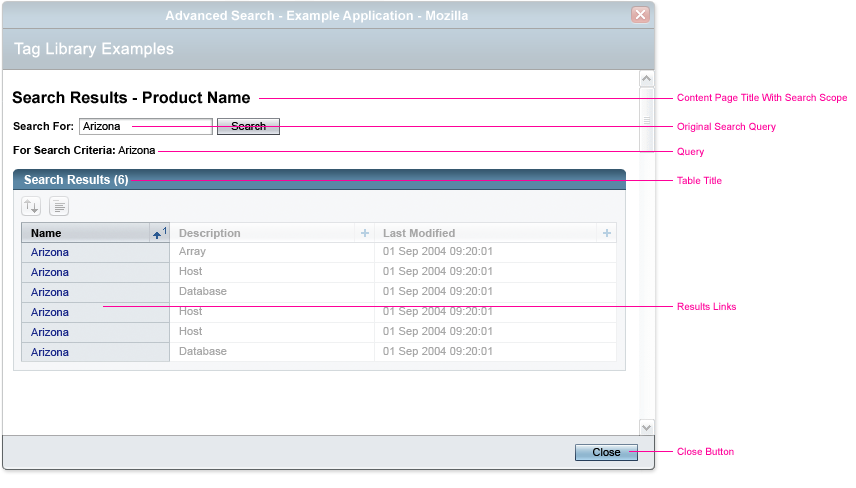 Advanced Search - Example Application - Mozilla
Tag Library Examples
Search Results - Product Name
Content Page Title With Search Scope
Search For: Arizona Search
Original Search Query
For Search Criteria: Arizona
Query
Search Results (6)
Table Title
Name 1 Description + Last Modified +
Arizona Array 01 Sep 2004 09:20:01
Arizona Host 01 Sep 2004 09:20:01
Arizona Database 01 Sep 2004 09:20:01
Results Links
Arizona Host 01 Sep 2004 09:20:01
Arizona Host 01 Sep 2004 09:20:01
Arizona Database 01 Sep 2004 09:20:01
Close
Close Button